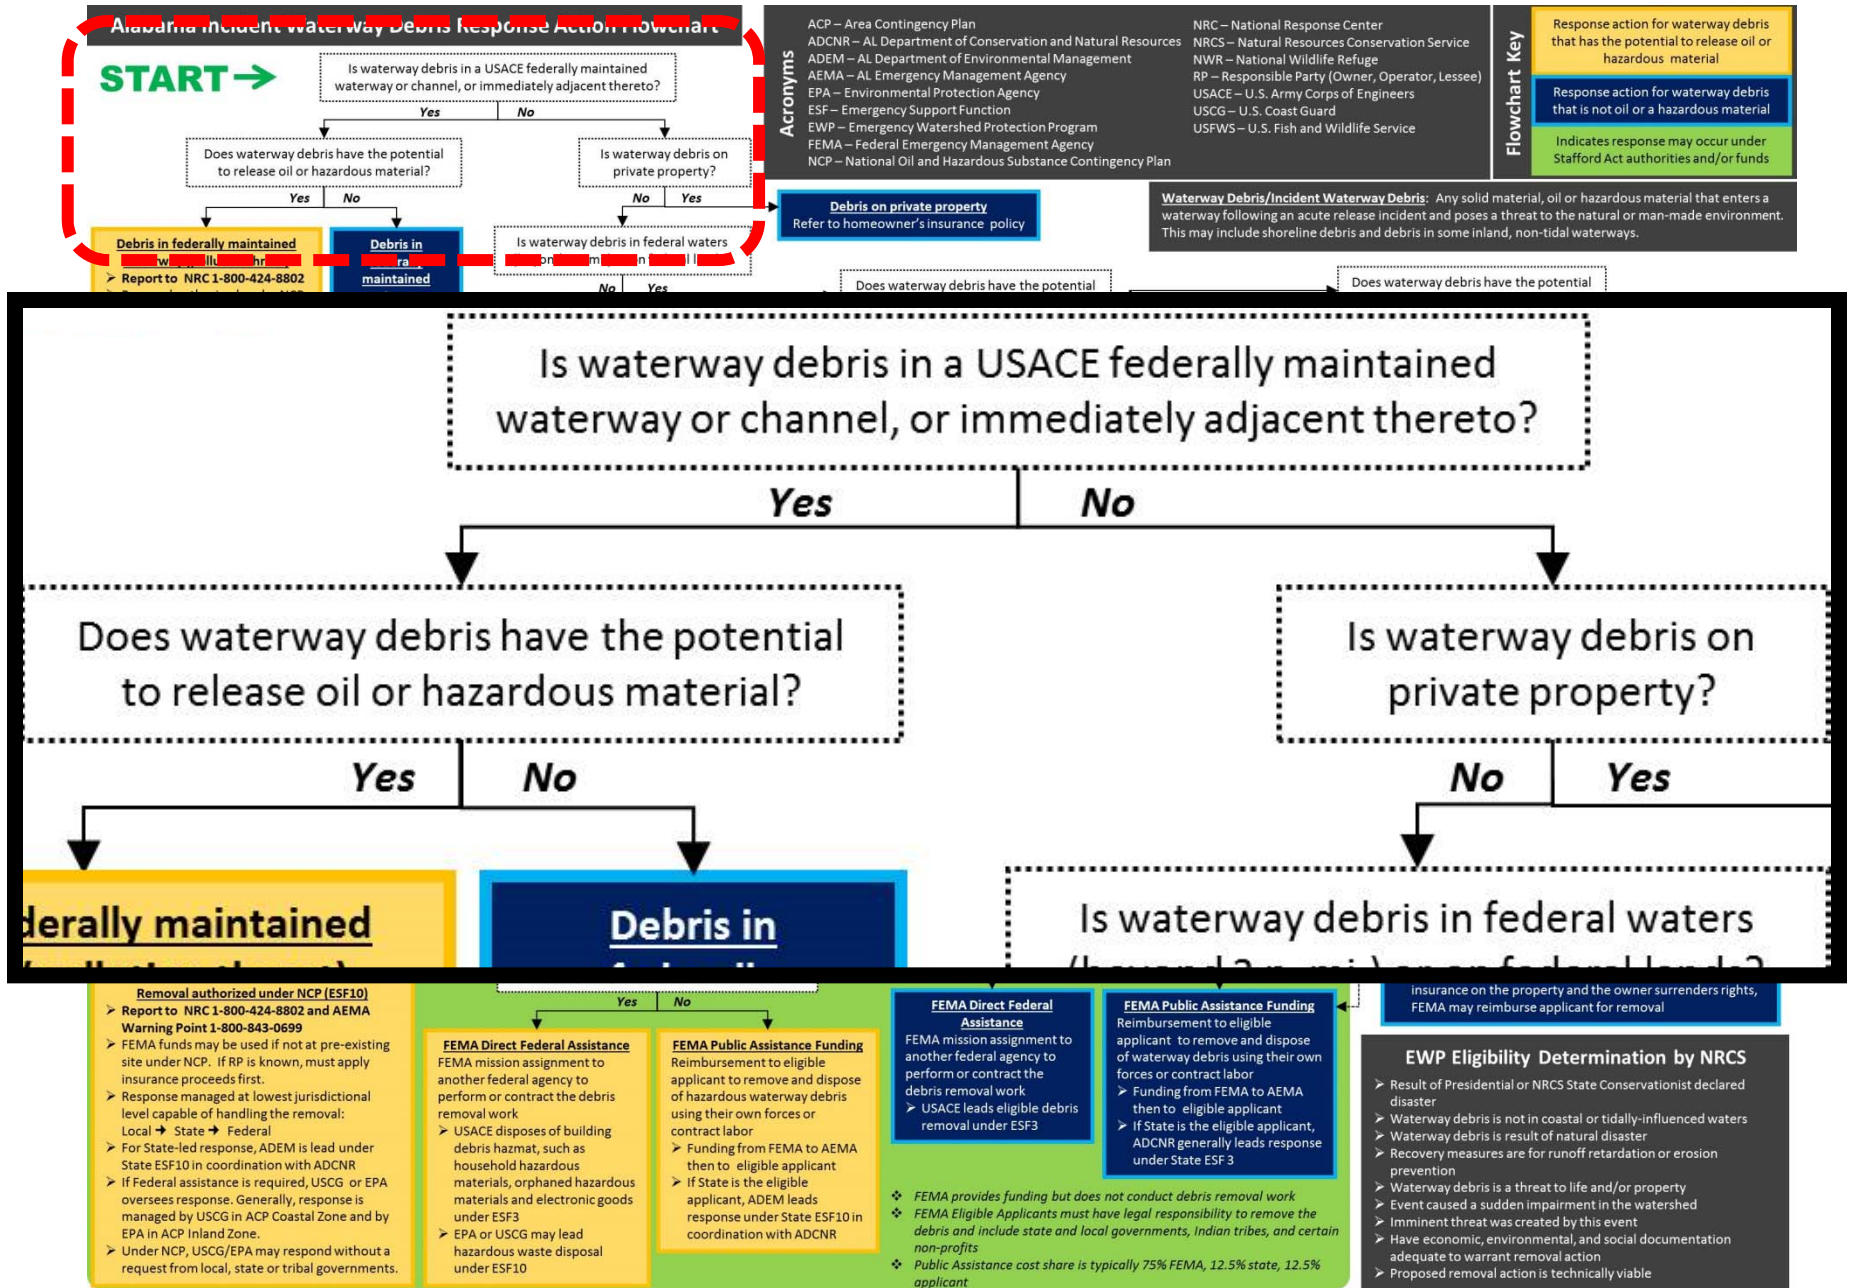 Alabama Incident Waterway Debris Response Action Flowchart
START
Is waterway debris in a USACE federally maintained
waterway or channel, or immediately adjacent thereto?
Yes No
Does waterway debris have the potential
to release oil or hazardous material?
Yes No
Is waterway debris on
private property?
No Yes
Debris in federally maintained
➤ Report to NRC 1-800-424-8802
Debris in
maintained
Is waterway debris in federal waters
No Yes
Debris on private property
Refer to homeowner's insurance policy
Acronyms
ACP – Area Contingency Plan
ADCNR – AL Department of Conservation and Natural Resources
ADEM – AL Department of Environmental Management
AEMA – AL Emergency Management Agency
EPA – Environmental Protection Agency
ESF – Emergency Support Function
EWP – Emergency Watershed Protection Program
FEMA – Federal Emergency Management Agency
NCP – National Oil and Hazardous Substance Contingency Plan
NRC – National Response Center
NRCS – Natural Resources Conservation Service
NWR – National Wildlife Refuge
RP – Responsible Party (Owner, Operator, Lessee)
USACE – U.S. Army Corps of Engineers
USCG – U.S. Coast Guard
USFWS – U.S. Fish and Wildlife Service
Flowchart Key
Response action for waterway debris
that has the potential to release oil or
hazardous material
Response action for waterway debris
that is not oil or a hazardous material
Indicates response may occur under
Stafford Act authorities and/or funds
Waterway Debris/Incident Waterway Debris: Any solid material, oil or hazardous material that enters a
waterway following an acute release incident and poses a threat to the natural or man-made environment.
This may include shoreline debris and debris in some inland, non-tidal waterways.
Does waterway debris have the potential
Does waterway debris have the potential
Is waterway debris in a USACE federally maintained
waterway or channel, or immediately adjacent thereto?
Yes No
Does waterway debris have the potential
to release oil or hazardous material?
Yes No
Is waterway debris on
private property?
No Yes
derally maintained
Debris in
Is waterway debris in federal waters
(beyond 3 n. mi.) or on federal lands?
Removal authorized under NCP (ESF10)
➤ Report to NRC 1-800-424-8802 and AEMA
Warning Point 1-800-843-0699
➤ FEMA funds may be used if not at pre-existing
site under NCP. If RP is known, must apply
insurance proceeds first.
➤ Response managed at lowest jurisdictional
level capable of handling the removal:
Local → State → Federal
➤ For State-led response, ADEM is lead under
State ESF10 in coordination with ADCNR
➤ If Federal assistance is required, USCG or EPA
oversees response. Generally, response is
managed by USCG in ACP Coastal Zone and by
EPA in ACP Inland Zone.
➤ Under NCP, USCG/EPA may respond without a
request from local, state or tribal governments.
Yes No
FEMA Direct Federal Assistance
FEMA mission assignment to
another federal agency to
perform or contract the debris
removal work
➤ USACE disposes of building
debris hazmat, such as
household hazardous
materials, orphaned hazardous
materials and electronic goods
under ESF3
➤ EPA or USCG may lead
hazardous waste disposal
under ESF10
FEMA Public Assistance Funding
Reimbursement to eligible
applicant to remove and dispose
of hazardous waterway debris
using their own forces or
contract labor
➤ Funding from FEMA to AEMA
then to eligible applicant
➤ If State is the eligible
applicant, ADEM leads
response under State ESF10 in
coordination with ADCNR
FEMA Direct Federal
Assistance
FEMA mission assignment to
another federal agency to
perform or contract the
debris removal work
➤ USACE leads eligible debris
removal under ESF3
FEMA Public Assistance Funding
Reimbursement to eligible
applicant to remove and dispose
of waterway debris using their own
forces or contract labor
➤ Funding from FEMA to AEMA
then to eligible applicant
➤ If State is the eligible applicant,
ADCNR generally leads response
under State ESF 3
❖ FEMA provides funding but does not conduct debris removal work
❖ FEMA Eligible Applicants must have legal responsibility to remove the
debris and include state and local governments, Indian tribes, and certain
non-profits
❖ Public Assistance cost share is typically 75% FEMA, 12.5% state, 12.5%
applicant
insurance on the property and the owner surrenders rights,
FEMA may reimburse applicant for removal
EWP Eligibility Determination by NRCS
➤ Result of Presidential or NRCS State Conservationist declared
disaster
➤ Waterway debris is not in coastal or tidally-influenced waters
➤ Waterway debris is result of natural disaster
➤ Recovery measures are for runoff retardation or erosion
prevention
➤ Waterway debris is a threat to life and/or property
➤ Event caused a sudden impairment in the watershed
➤ Imminent threat was created by this event
➤ Have economic, environmental, and social documentation
adequate to warrant removal action
➤ Proposed removal action is technically viable